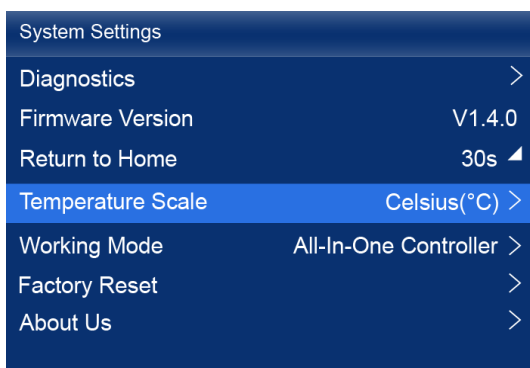 System Settings
Diagnostics >
Firmware Version V1.4.0
Return to Home 30s
Temperature Scale Celsius(°C) >
Working Mode All-In-One Controller >
Factory Reset >
About Us >